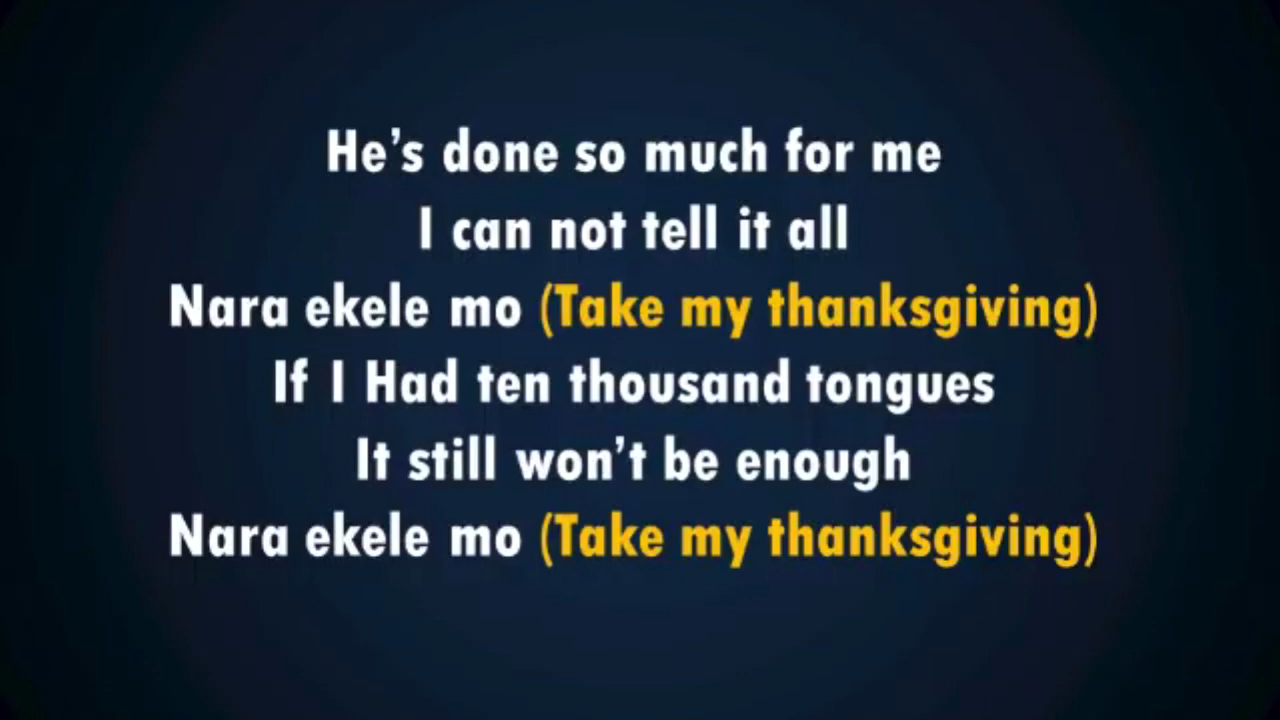 He’s done so much for me
I can not tell it all
Nara ekele mo (Take my thanksgiving)
If I Had ten thousand tongues
It still won’t be enough
Nara ekele mo (Take my thanksgiving)